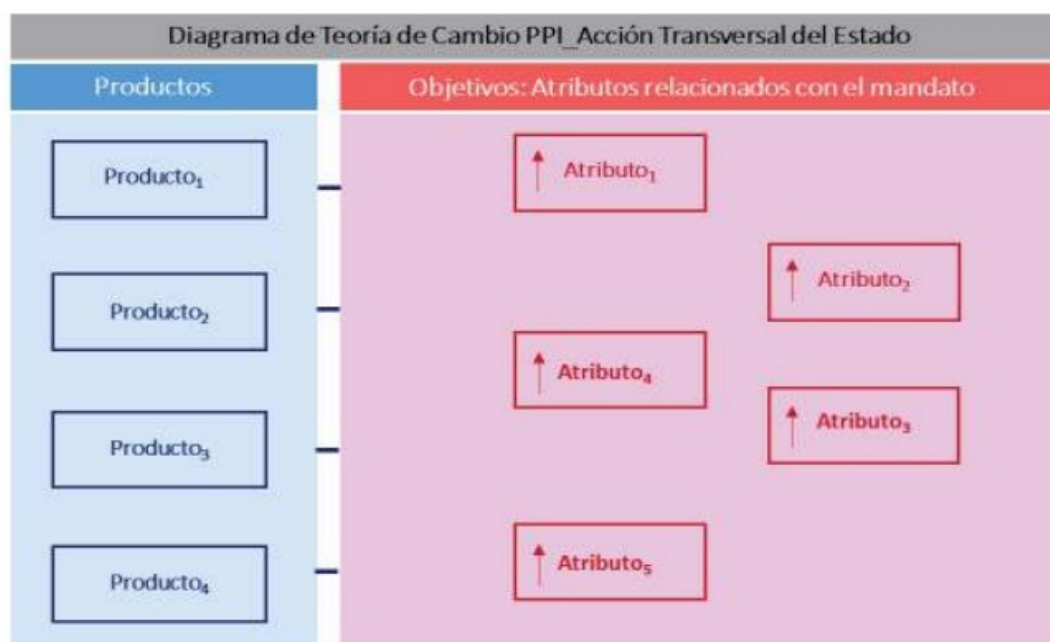 Diagrama de Teoría de Cambio PPI_Acción Transversal del Estado
Productos
Objetivos: Atributos relacionados con el mandato
Producto₁
Producto₂
Producto₃
Producto₄
Atributo₁
Atributo₂
Atributo₄
Atributo₃
Atributo₅